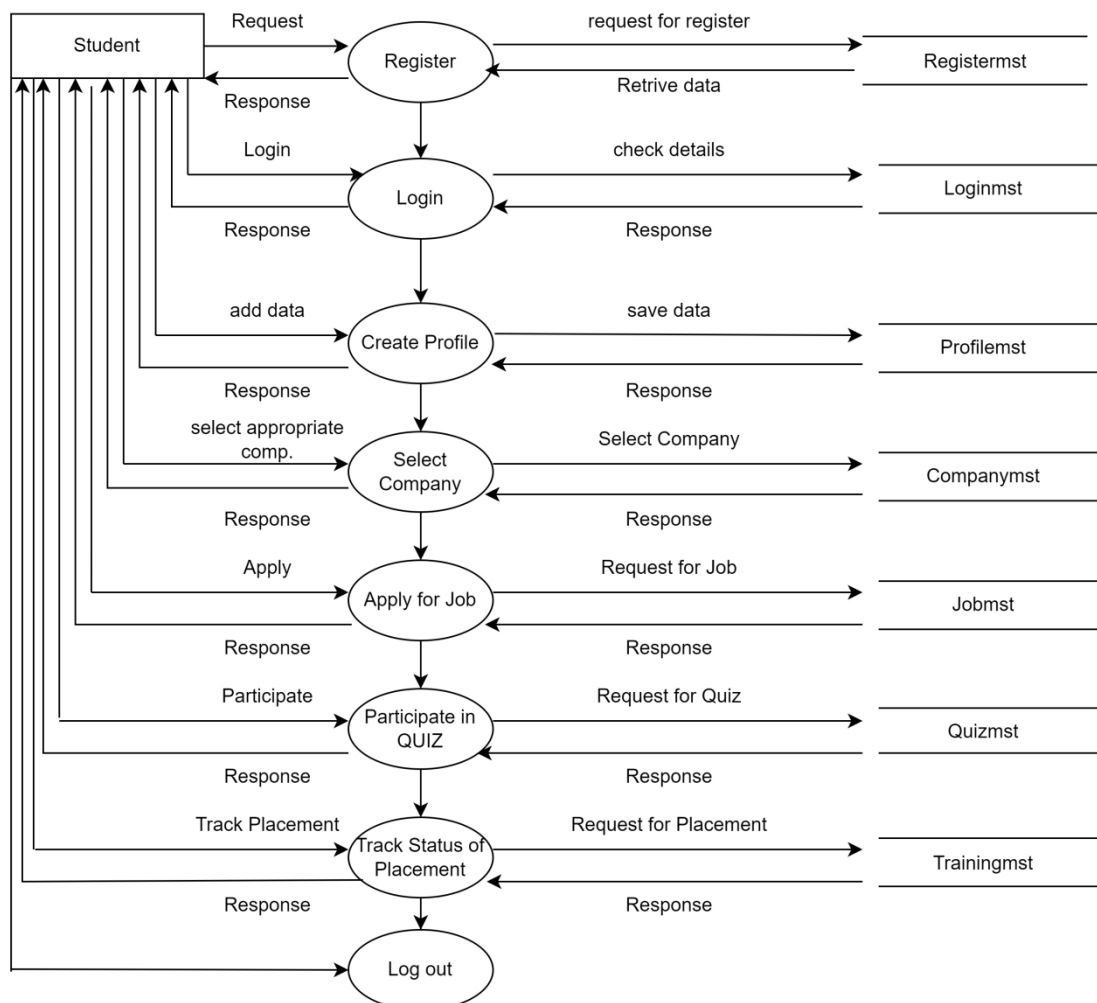 Student
Request
Register
request for register
Registermst
Response
Retrive data
Login
check details
Login
Loginmst
Response
Response
add data
save data
Create Profile
Profilemst
Response
Response
select appropriate
comp.
Select Company
Select
Company
Companymst
Response
Response
Apply
Request for Job
Apply for Job
Jobmst
Response
Response
Participate
Request for Quiz
Participate in
QUIZ
Quizmst
Response
Response
Track Placement
Request for Placement
Track Status of
Placement
Trainingmst
Response
Response
Log out